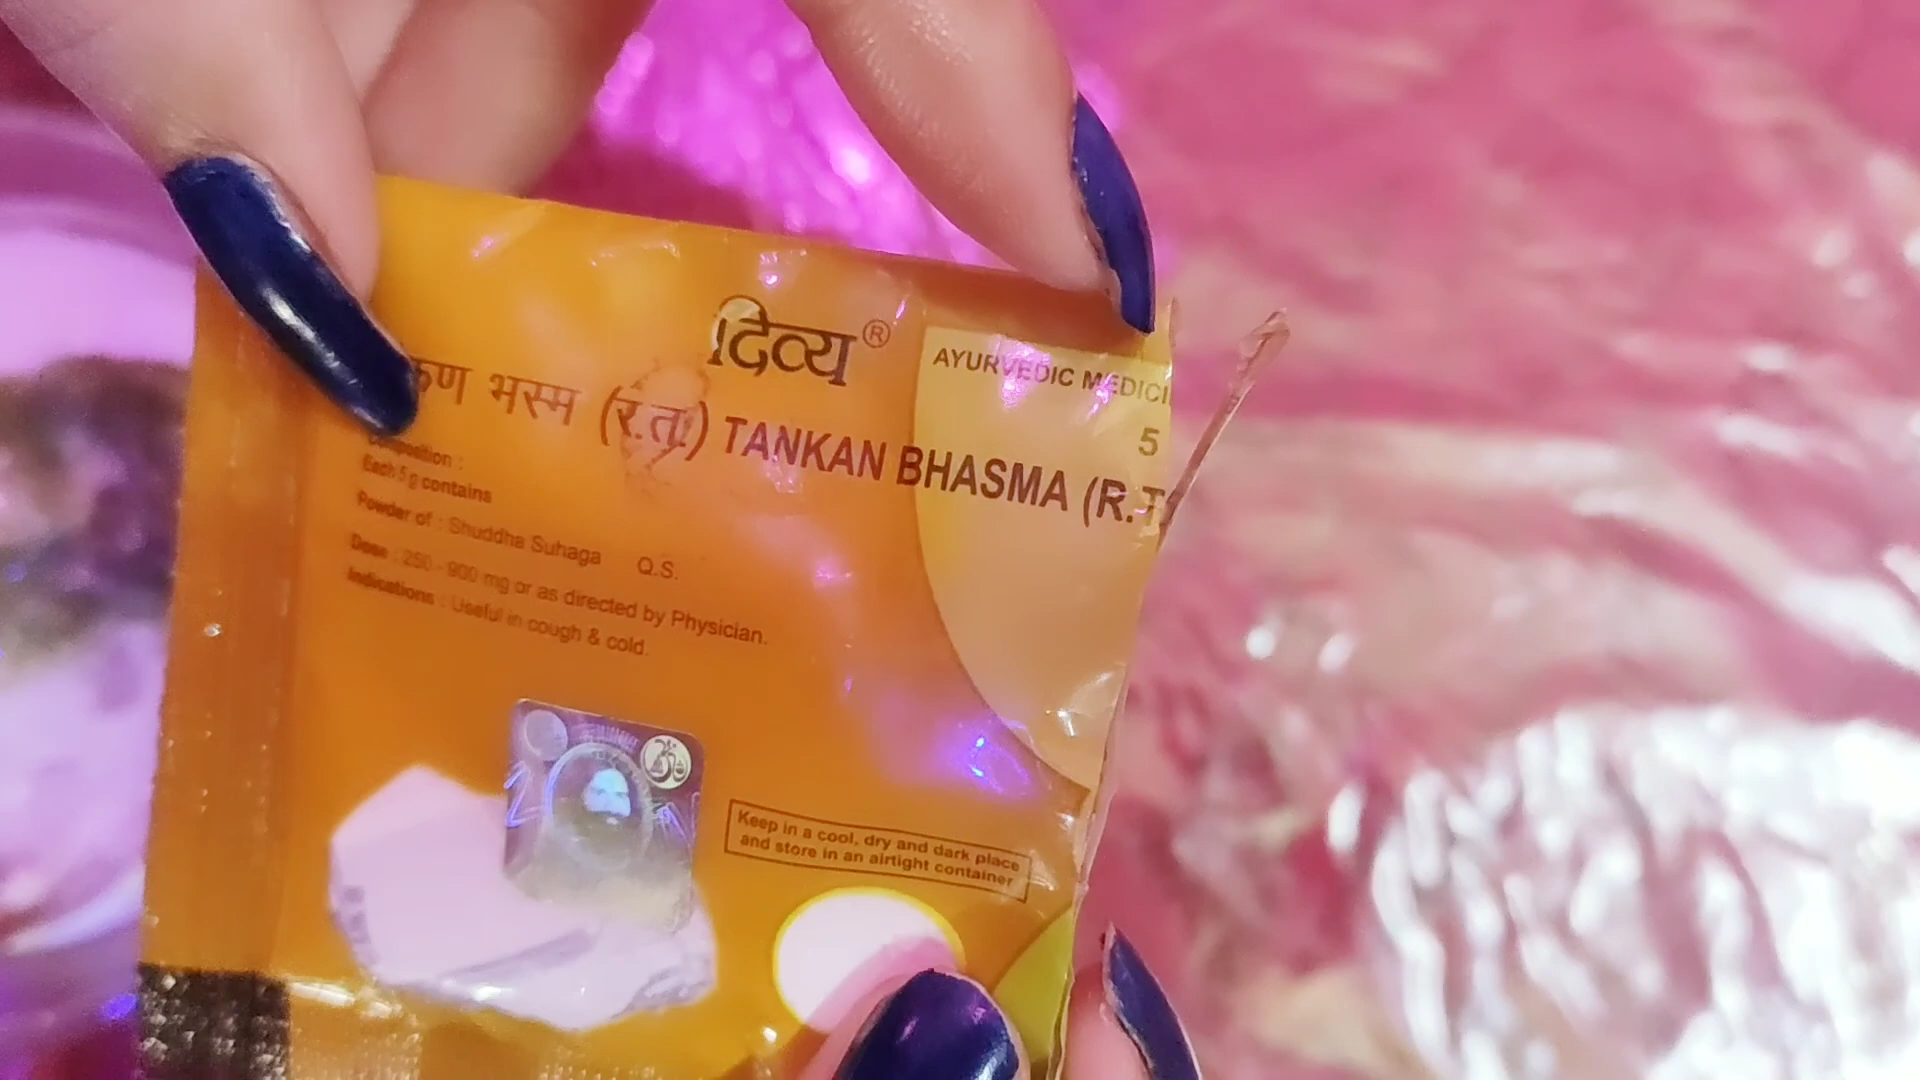 दिव्य ®
AYURVEDIC
5
भस्म (र.त.) TANKAN BHASMA (R.T.
Composition :
Each 5 g contains
Powder of : Shuddha Suhaga Q.S.
Dose : 250 - 900 mg or as directed by Physician.
Indications : Useful in cough & cold.
Keep in a cool, dry and dark place
and store in an airtight container